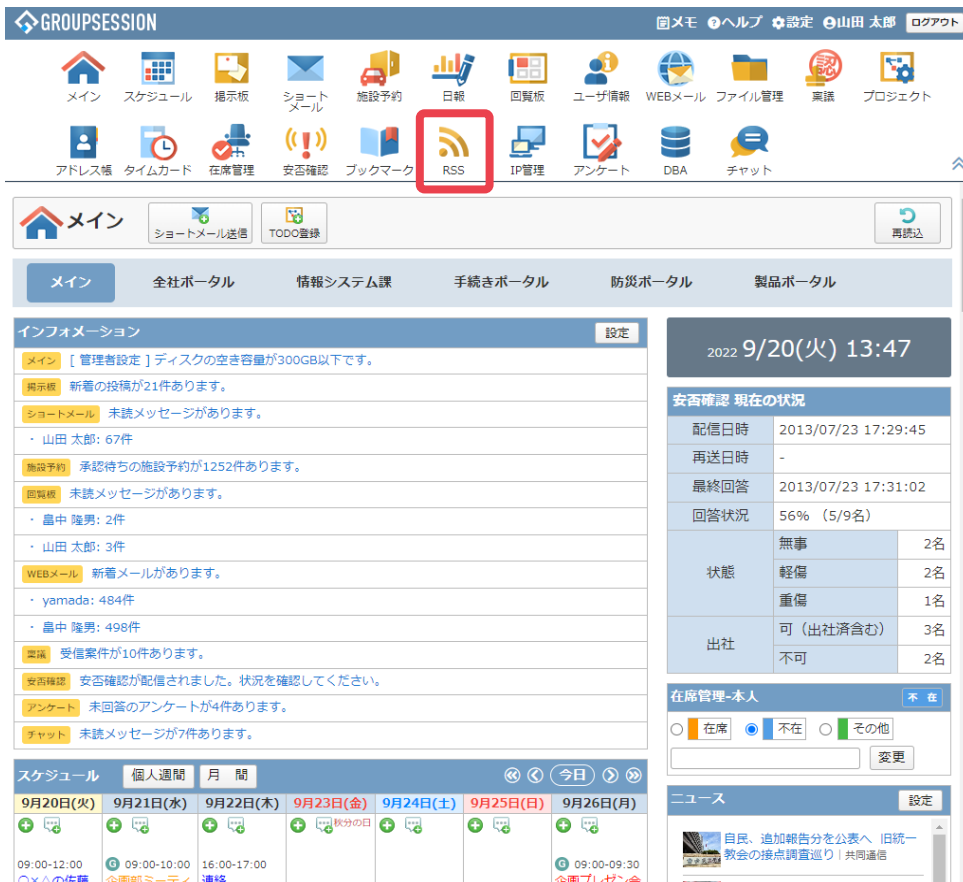 GROUPSESSION メモ ヘルプ 設定 山田 太郎 ログアウト
メイン スケジュール 掲示板 ショートメール 施設予約 日報 回覧板 ユーザ情報 WEBメール ファイル管理 稟議 プロジェクト
アドレス帳 タイムカード 在席管理 安否確認 ブックマーク RSS IP管理 アンケート DBA チャット
メイン ショートメール送信 TODO登録 再読込
メイン 全社ポータル 情報システム課 手続きポータル 防災ポータル 製品ポータル
インフォメーション 設定
メイン [ 管理者設定 ] ディスクの空き容量が300GB以下です。
掲示板 新着の投稿が21件あります。
ショートメール 未読メッセージがあります。
・ 山田 太郎: 67件
施設予約 承認待ちの施設予約が1252件あります。
回覧板 未読メッセージがあります。
・ 畠中 隆男: 2件
・ 山田 太郎: 3件
WEBメール 新着メールがあります。
・ yamada: 484件
・ 畠中 隆男: 498件
稟議 受信案件が10件あります。
安否確認 安否確認が配信されました。状況を確認してください。
アンケート 未回答のアンケートが4件あります。
チャット 未読メッセージが7件あります。
スケジュール 個人週間 月 間 今日
9月20日(火) 9月21日(水) 9月22日(木) 9月23日(金) 9月24日(土) 9月25日(日) 9月26日(月)
秋分の日
09:00-12:00 G 09:00-10:00 16:00-17:00 G 09:00-09:30
○×△の佐藤 企画部ミーティ 連絡 企画プレゼン会
2022 9/20(火) 13:47
安否確認 現在の状況
配信日時 2013/07/23 17:29:45
再送日時 -
最終回答 2013/07/23 17:31:02
回答状況 56% （5/9名）
状態 無事 2名
軽傷 2名
重傷 1名
出社 可（出社済含む） 3名
不可 2名
在席管理-本人 不 在
在席 不在 その他
変更
ニュース 設定
自民、追加報告分を公表へ 旧統一
教会の接点調査巡り | 共同通信